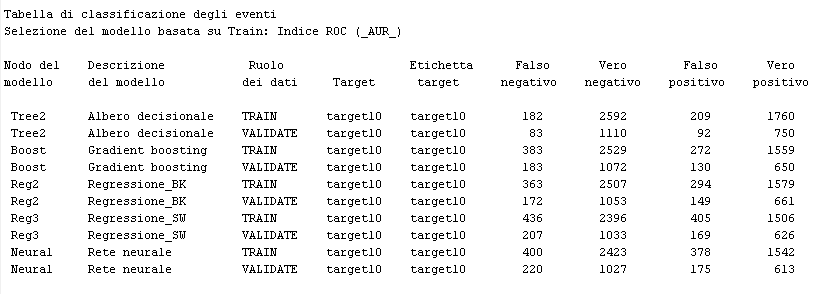 Tabella di classificazione degli eventi
Selezione del modello basata su Train: Indice ROC (_AUR_)
Nodo del Descrizione Ruolo Etichetta Falso Vero Falso Vero
modello del modello dei dati Target target negativo negativo positivo positivo
Tree2 Albero decisionale TRAIN target10 target10 182 2592 209 1760
Tree2 Albero decisionale VALIDATE target10 target10 83 1110 92 750
Boost Gradient boosting TRAIN target10 target10 383 2529 272 1559
Boost Gradient boosting VALIDATE target10 target10 183 1072 130 650
Reg2 Regressione_BK TRAIN target10 target10 363 2507 294 1579
Reg2 Regressione_BK VALIDATE target10 target10 172 1053 149 661
Reg3 Regressione_SW TRAIN target10 target10 436 2396 405 1506
Reg3 Regressione_SW VALIDATE target10 target10 207 1033 169 626
Neural Rete neurale TRAIN target10 target10 400 2423 378 1542
Neural Rete neurale VALIDATE target10 target10 220 1027 175 613